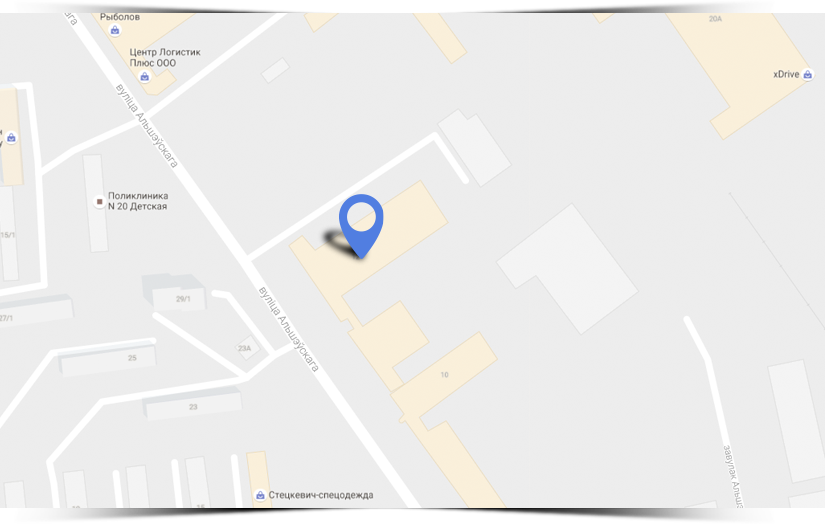 Рыболов
20А
Центр Логистик
Плюс ООО
xDrive
вуліца Альшэўскага
Поликлиника
N 20 Детская
15/1
29/1
27/1
вуліца Альшэўскага
23А
25
10
23
завулак Альшэ
Стецкевич-спецодежда